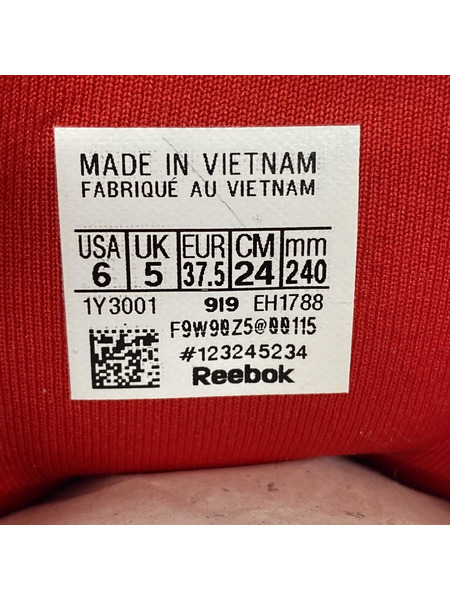 MADE IN VIETNAM
FABRIQUÉ AU VIETNAM
USA UK EUR CM mm
6 5 37.5 24 240
1Y3001 919 EH1788
F9W90Z5@00115
#123245234
Reebok